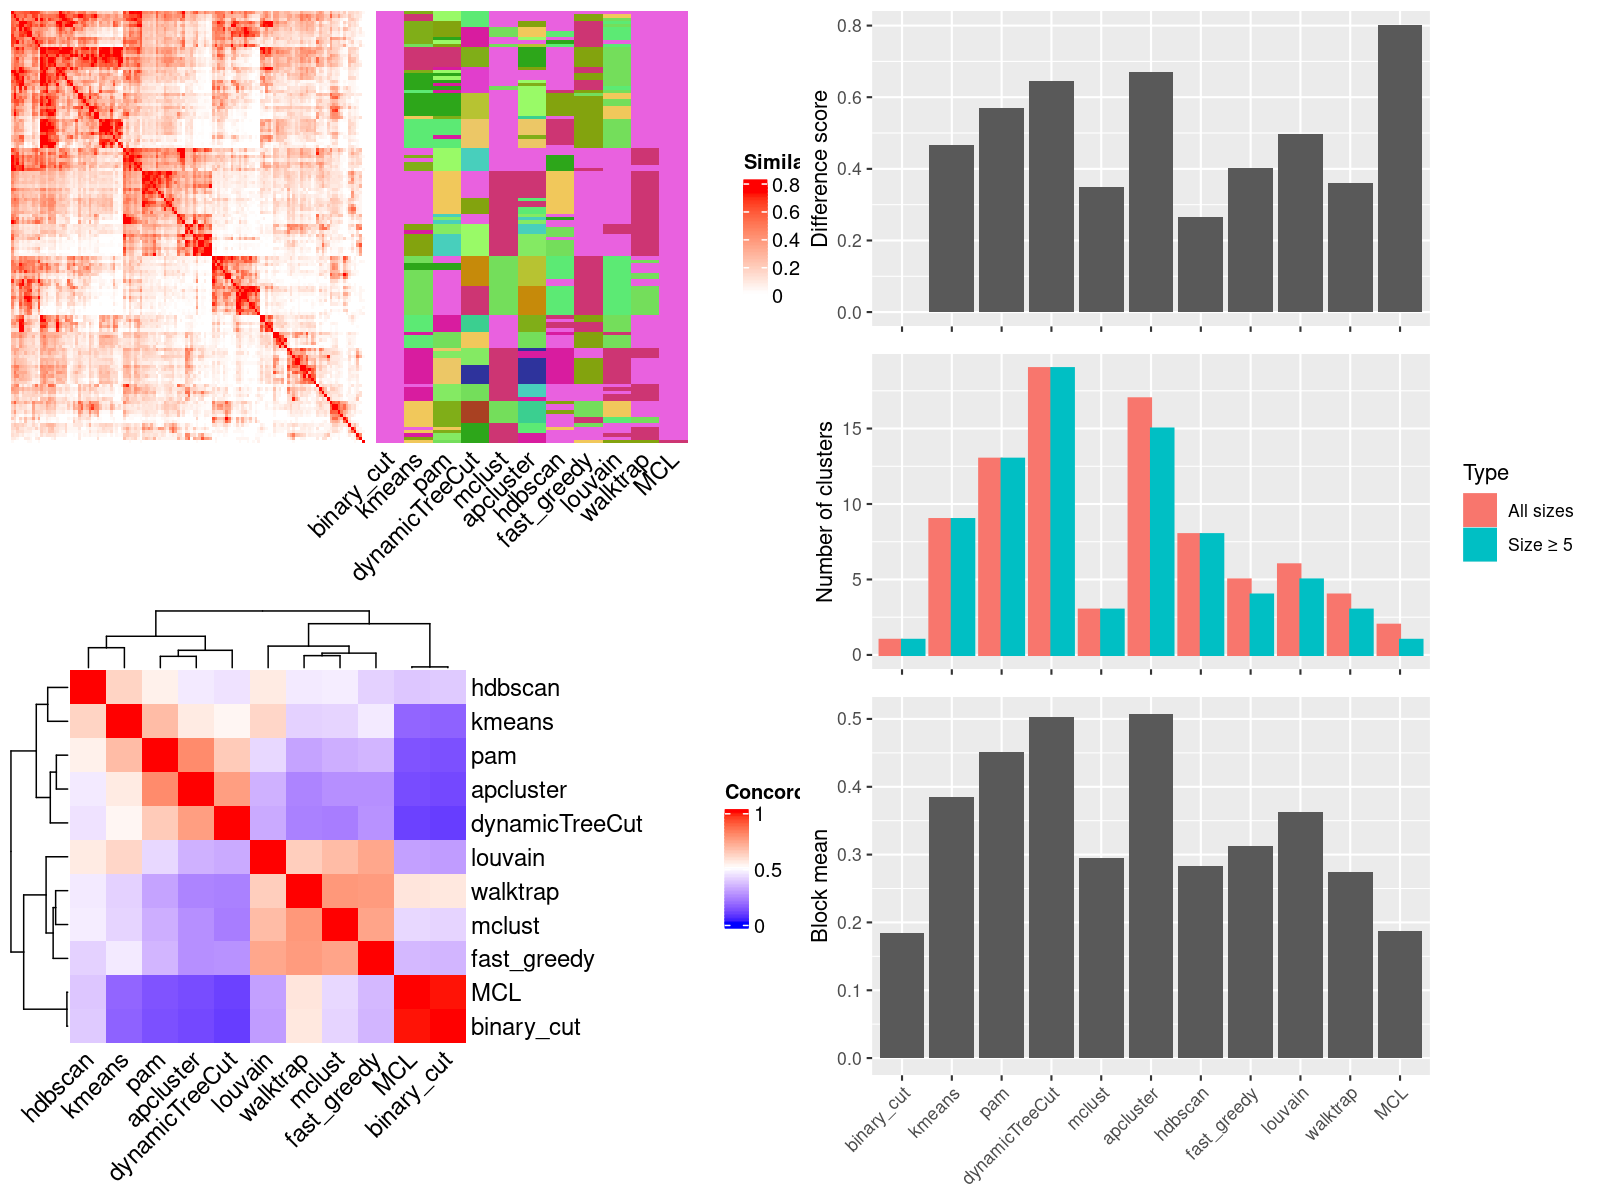 Simila
0.8
0.6
0.4
0.2
0
binary_cut
kmeans
pam
dynamicTreeCut
mclust
apcluster
hdbscan
fast_greedy
louvain
walktrap
MCL
hdbscan
kmeans
pam
apcluster
dynamicTreeCut
louvain
walktrap
mclust
fast_greedy
MCL
binary_cut
Concord
1
0.5
0
hdbscan
kmeans
pam
apcluster
dynamicTreeCut
louvain
walktrap
mclust
fast_greedy
MCL
binary_cut
Difference score
0.8
0.6
0.4
0.2
0.0
Number of clusters
15
10
5
0
Type
All sizes
Size ≥ 5
Block mean
0.5
0.4
0.3
0.2
0.1
0.0
binary_cut
kmeans
pam
dynamicTreeCut
mclust
apcluster
hdbscan
fast_greedy
louvain
walktrap
MCL